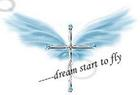 -----dream start to fly